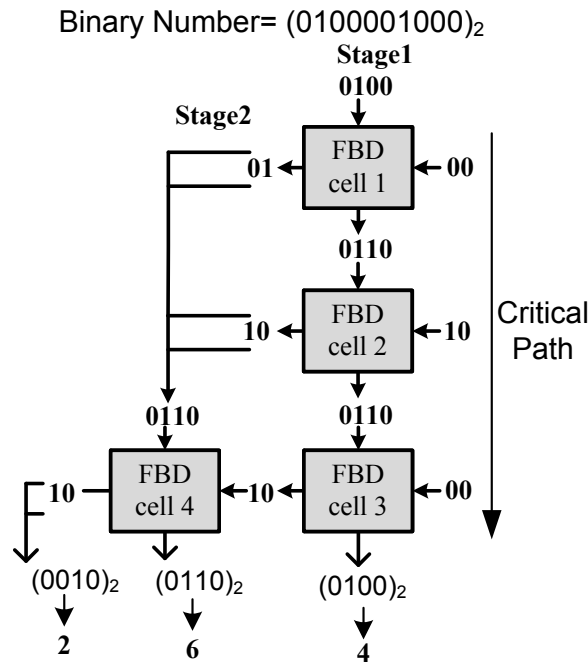 Binary Number= (0100001000)₂
Stage1
0100
Stage2
FBD
cell 1
01
00
0110
FBD
cell 2
10
10
Critical
Path
0110
0110
FBD
cell 4
FBD
cell 3
10
10
00
(0010)₂
(0110)₂
(0100)₂
2
6
4